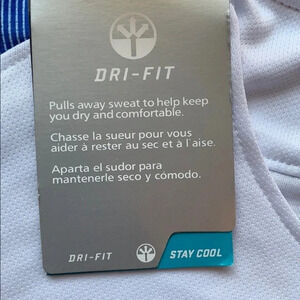 DRI-FIT
Pulls away sweat to help keep
you dry and comfortable.
Chasse la sueur pour vous
aider à rester au sec et à l'aise.
Aparta el sudor para
mantenerle seco y cómodo.
DRI-FIT
STAY COOL